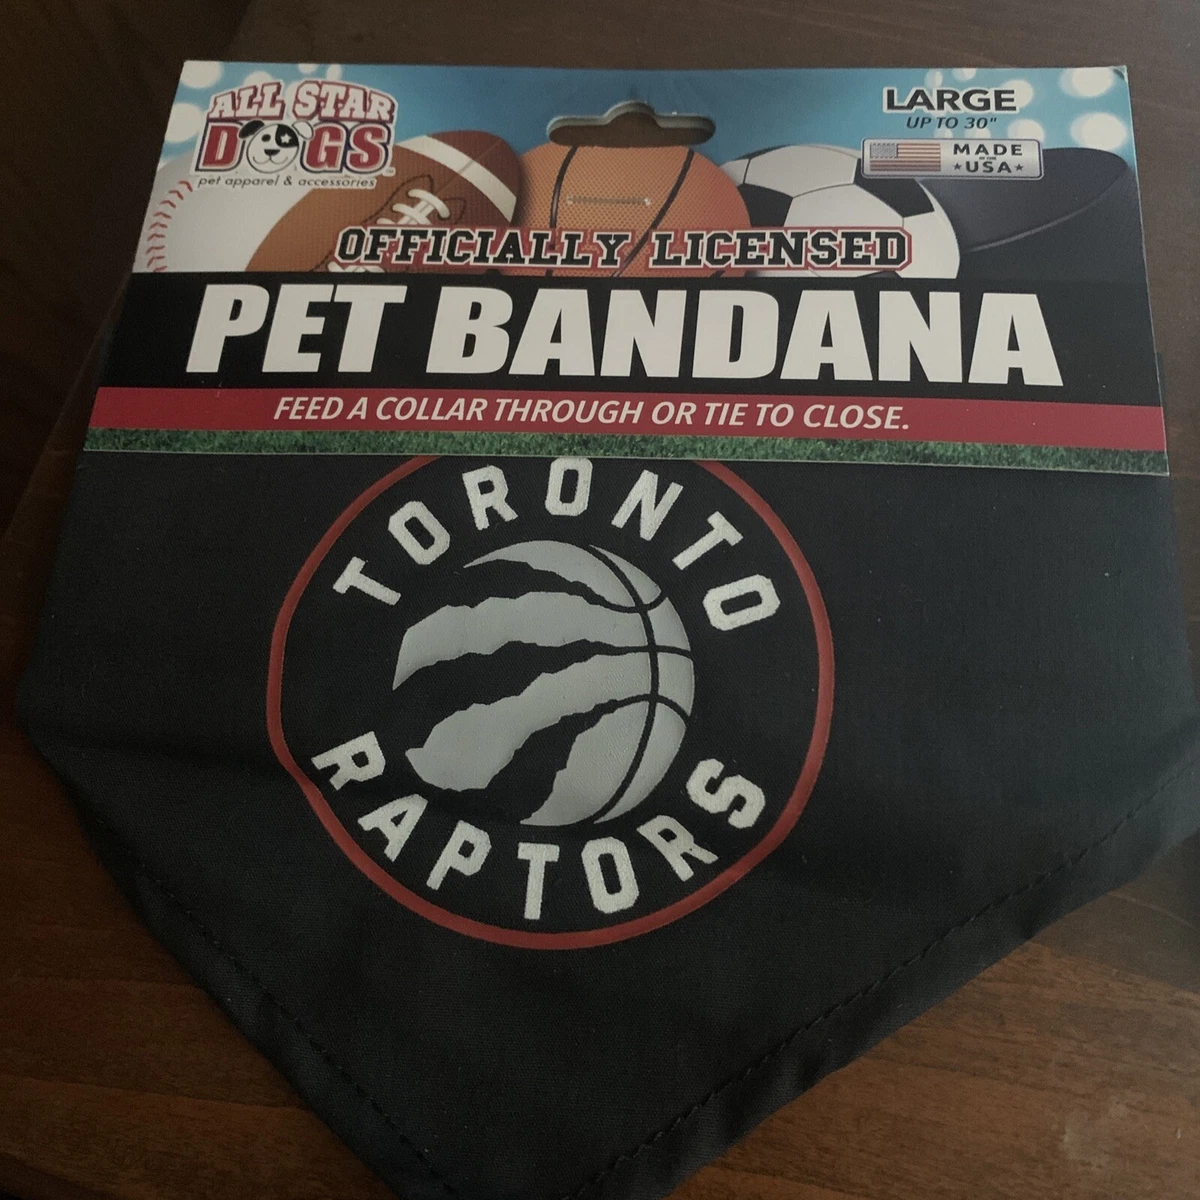 ALL STAR
DOGS
pet apparel & accessories
LARGE
UP TO 30"
MADE
IN THE
★USA★
OFFICIALLY LICENSED
PET BANDANA
FEED A COLLAR THROUGH OR TIE TO CLOSE.
TORONTO
RAPTORS